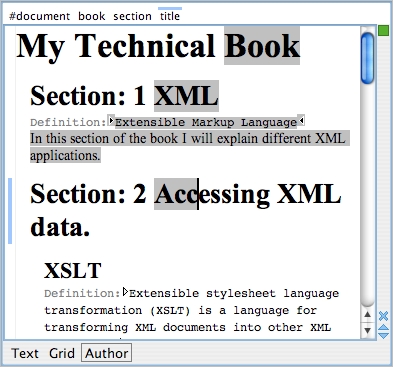 #document book section title
My Technical Book
Section: 1 XML
Definition: Extensible Markup Language
In this section of the book I will explain different XML
applications.
Section: 2 Accessing XML
data.
XSLT
Definition: Extensible stylesheet language
transformation (XSLT) is a language for
transforming XML documents into other XML
Text Grid Author